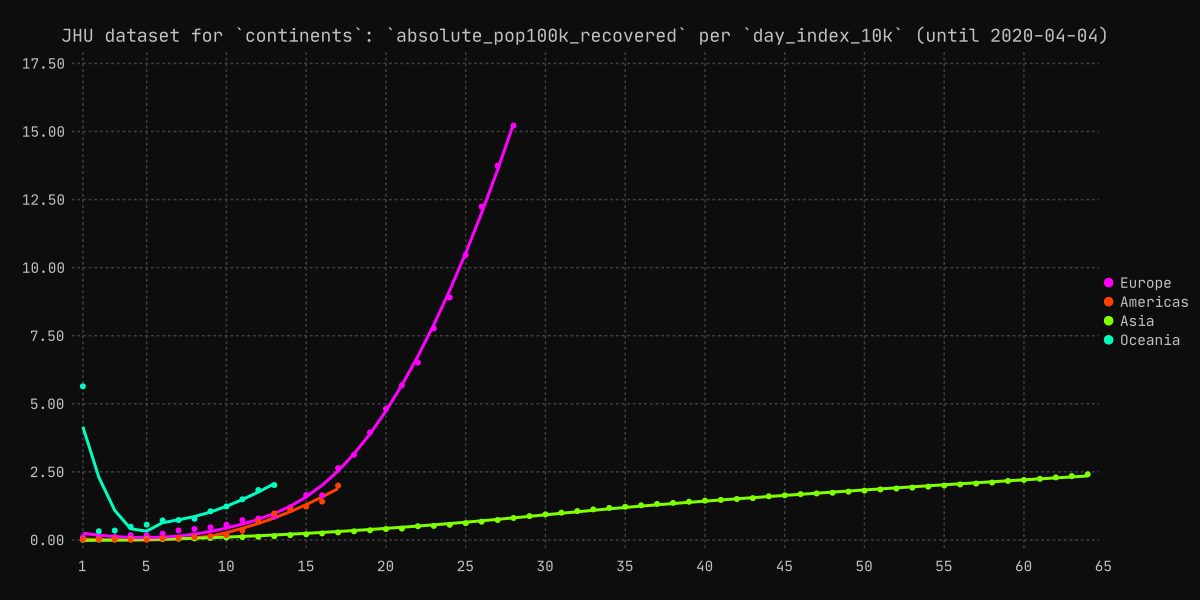 JHU dataset for `continents`: `absolute_pop100k_recovered` per `day_index_10k` (until 2020-04-04)
17.50
15.00
12.50
10.00
7.50
5.00
2.50
0.00
1 5 10 15 20 25 30 35 40 45 50 55 60 65
Europe
Americas
Asia
Oceania